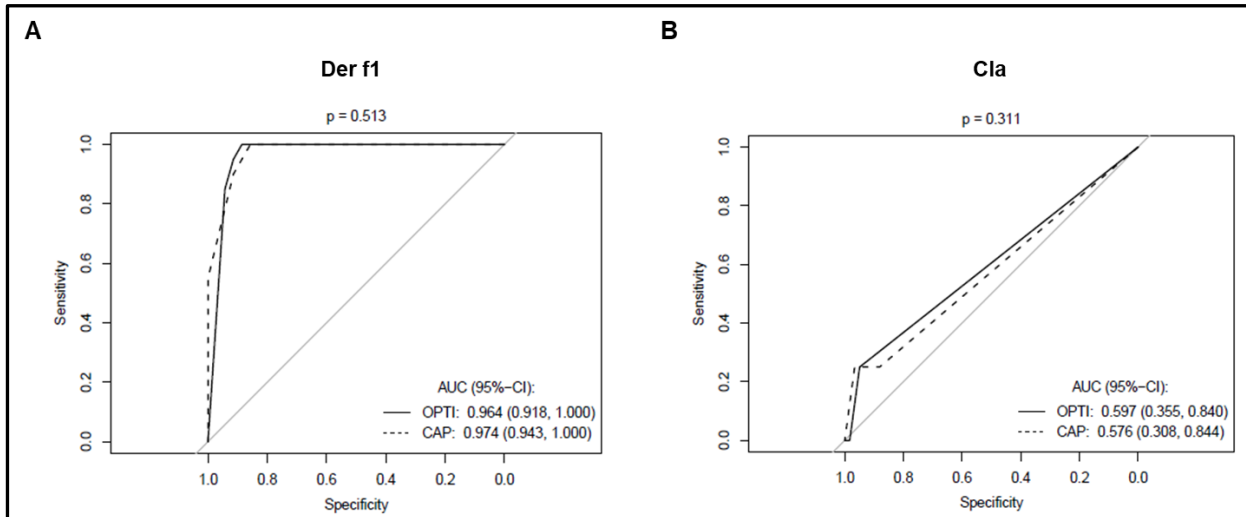 A
Der f1
p = 0.513
Sensitivity
1.0
0.8
0.6
0.4
0.2
0.0
AUC (95%-CI):
OPTI: 0.964 (0.918, 1.000)
CAP: 0.974 (0.943, 1.000)
1.0 0.8 0.6 0.4 0.2 0.0
Specificity
B
Cla
p = 0.311
Sensitivity
1.0
0.8
0.6
0.4
0.2
0.0
AUC (95%-CI):
OPTI: 0.597 (0.355, 0.840)
CAP: 0.576 (0.308, 0.844)
1.0 0.8 0.6 0.4 0.2 0.0
Specificity